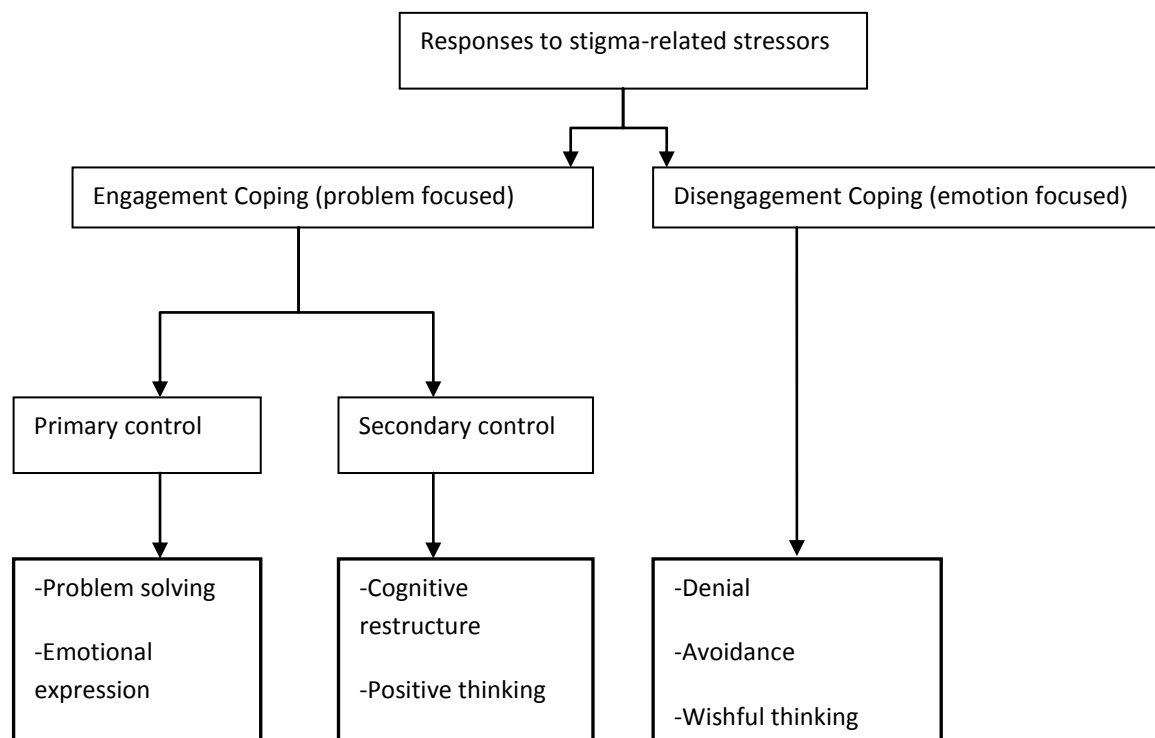 Responses to stigma-related stressors
Engagement Coping (problem focused)
Disengagement Coping (emotion focused)
Primary control
Secondary control
-Problem solving
-Emotional
expression
-Cognitive
restructure
-Positive thinking
-Denial
-Avoidance
-Wishful thinking